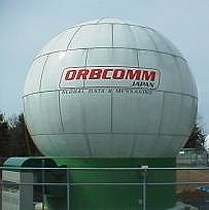 ORBCOMM
JAPAN
GLOBAL DATA & MESSAGING